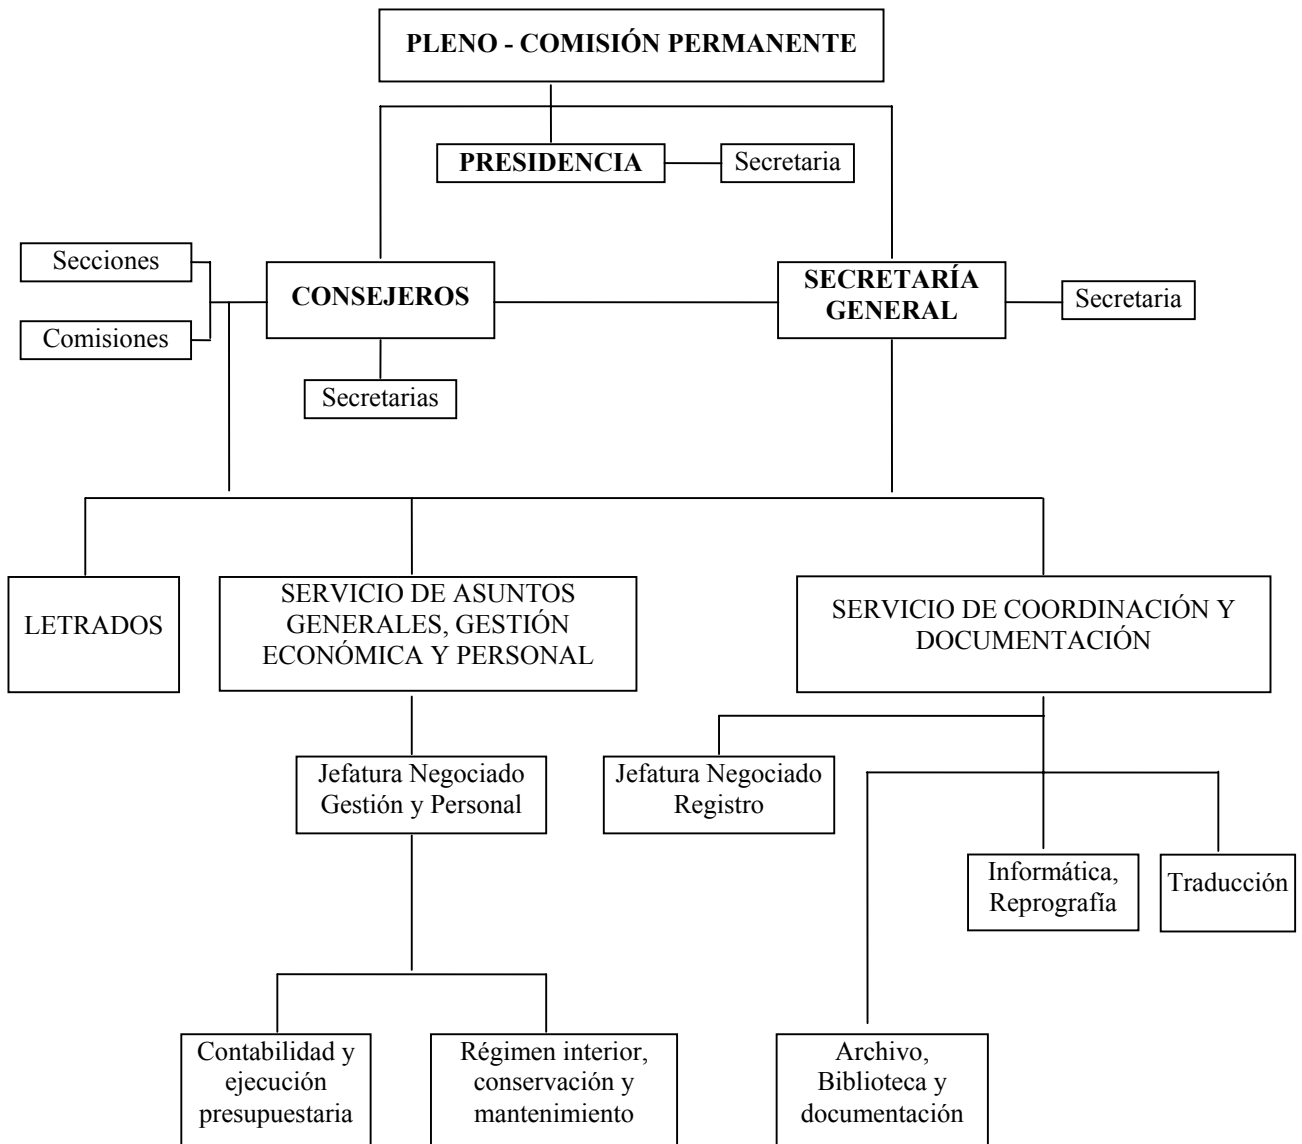 PLENO - COMISIÓN PERMANENTE
PRESIDENCIA
Secretaria
Secciones
Comisiones
CONSEJEROS
Secretarias
SECRETARÍA
GENERAL
Secretaria
LETRADOS
SERVICIO DE ASUNTOS
GENERALES, GESTIÓN
ECONÓMICA Y PERSONAL
SERVICIO DE COORDINACIÓN Y
DOCUMENTACIÓN
Jefatura Negociado
Gestión y Personal
Jefatura Negociado
Registro
Informática,
Reprografía
Traducción
Contabilidad y
ejecución
presupuestaria
Régimen interior,
conservación y
mantenimiento
Archivo,
Biblioteca y
documentación